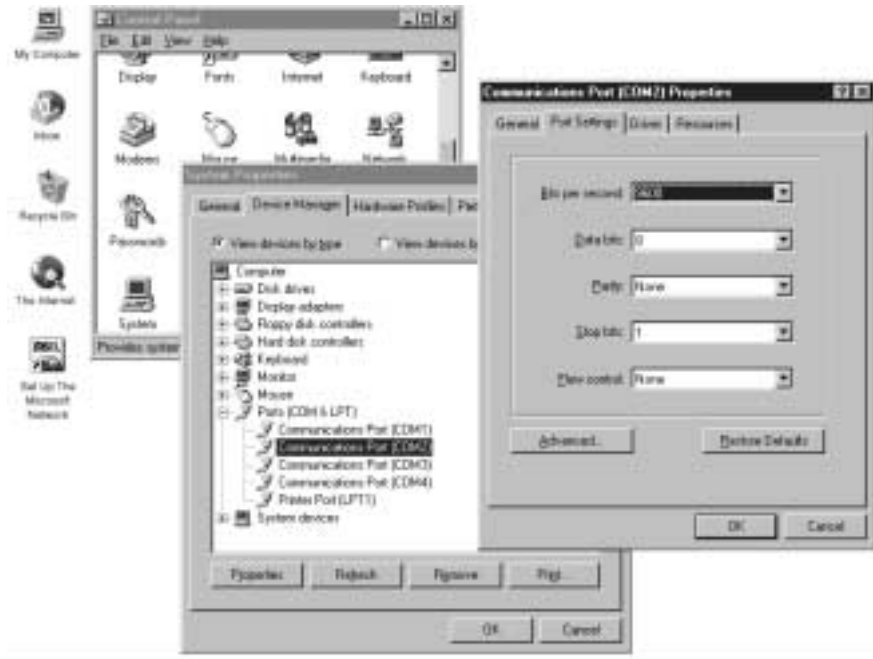 My Computer
Inbox
Recycle Bin
The Internet
Set Up The
Microsoft
Network
Control Panel
File Edit View Help
Display Fonts Internet Keyboard
Modems Mouse Multimedia Network
Passwords
System
Provides system
System Properties
General Device Manager Hardware Profiles
View devices by type View devices b
Computer
Disk drives
Display adapters
Floppy disk controllers
Hard disk controllers
Keyboard
Monitor
Mouse
Ports (COM & LPT)
Communications Port (COM1)
Communications Port (COM2)
Communications Port (COM3)
Communications Port (COM4)
Printer Port (LPT1)
System devices
Properties Refresh Remove Print...
OK Cancel
Communications Port (COM2) Properties
General Port Settings Driver Resources
Bits per second:
Data bits: 8
Parity: None
Stop bits: 1
Flow control: None
Advanced... Restore Defaults
OK Cancel